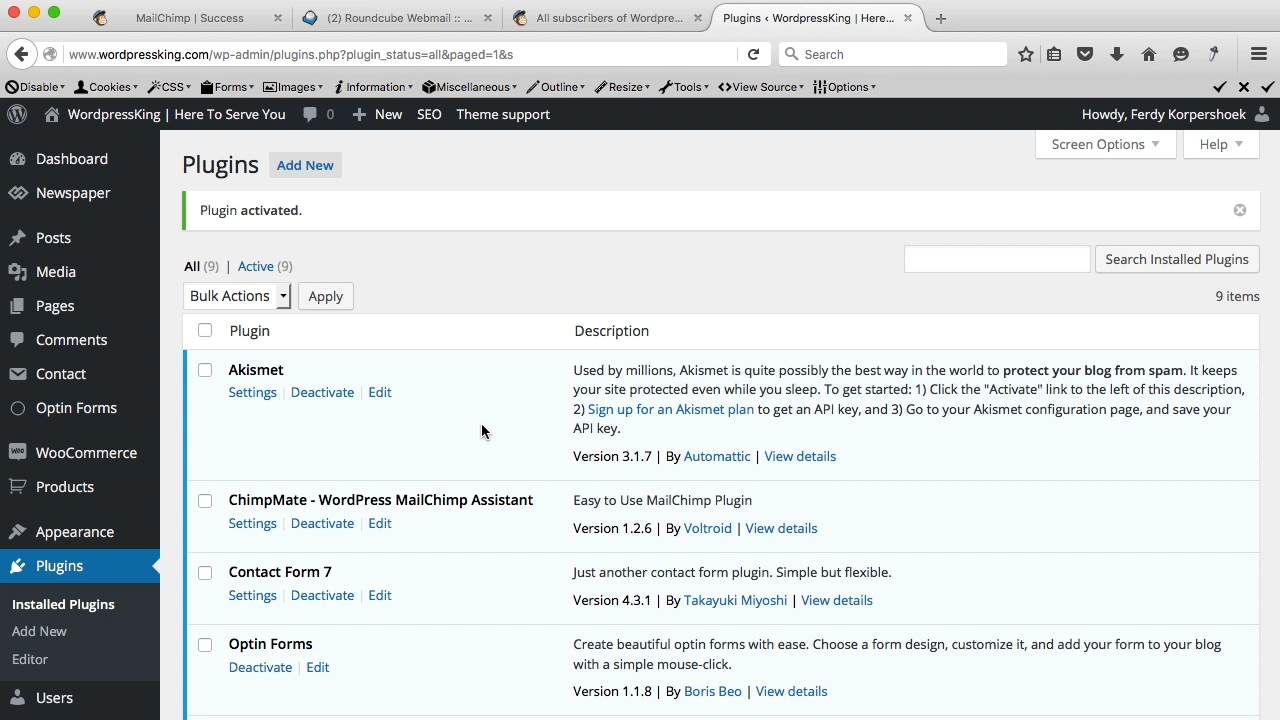 MailChimp | Success
(2) Roundcube Webmail :: ...
All subscribers of Wordpre...
Plugins ‹ WordpressKing | Here...
www.wordpressking.com/wp-admin/plugins.php?plugin_status=all&paged=1&s
Search
Disable
Cookies
CSS
Forms
Images
Information
Miscellaneous
Outline
Resize
Tools
View Source
Options
WordpressKing | Here To Serve You
0
New
SEO
Theme support
Howdy, Ferdy Korpershoek
Dashboard
Newspaper
Posts
Media
Pages
Comments
Contact
Optin Forms
Woo
WooCommerce
Products
Appearance
Plugins
Installed Plugins
Add New
Editor
Users
Screen Options
Help
Plugins
Add New
Plugin activated.
All (9) | Active (9)
Search Installed Plugins
Bulk Actions
Apply
9 items
Plugin
Description
Akismet
Settings | Deactivate | Edit
Used by millions, Akismet is quite possibly the best way in the world to protect your blog from spam. It keeps
your site protected even while you sleep. To get started: 1) Click the "Activate" link to the left of this description,
2) Sign up for an Akismet plan to get an API key, and 3) Go to your Akismet configuration page, and save your
API key.
Version 3.1.7 | By Automattic | View details
ChimpMate - WordPress MailChimp Assistant
Settings | Deactivate | Edit
Easy to Use MailChimp Plugin
Version 1.2.6 | By Voltroid | View details
Contact Form 7
Settings | Deactivate | Edit
Just another contact form plugin. Simple but flexible.
Version 4.3.1 | By Takayuki Miyoshi | View details
Optin Forms
Deactivate | Edit
Create beautiful optin forms with ease. Choose a form design, customize it, and add your form to your blog
with a simple mouse-click.
Version 1.1.8 | By Boris Beo | View details